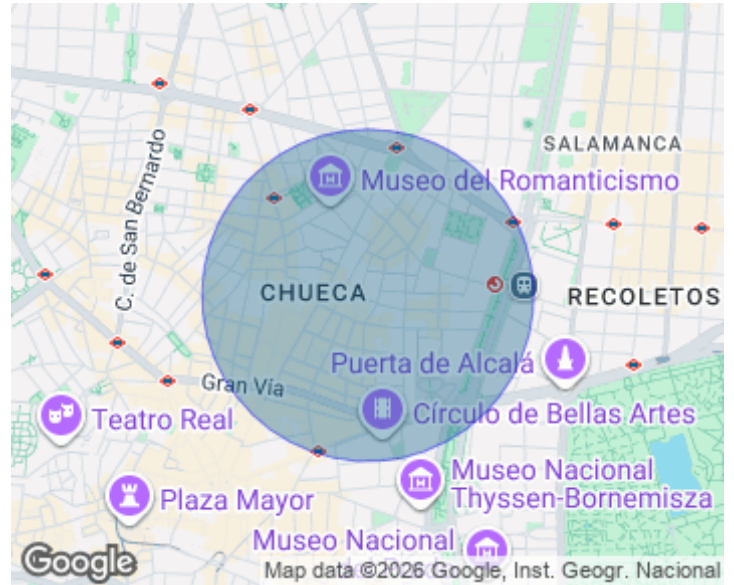 SALAMANCA
Museo del Romanticismo
C. de San Bernardo
CHUECA
RECOLETOS
Puerta de Alcalá
Gran Vía
Teatro Real
Círculo de Bellas Artes
Museo Nacional
Thyssen-Bornemisza
Plaza Mayor
Museo Nacional
Google
Map data ©2026 Google, Inst. Geogr. Nacional